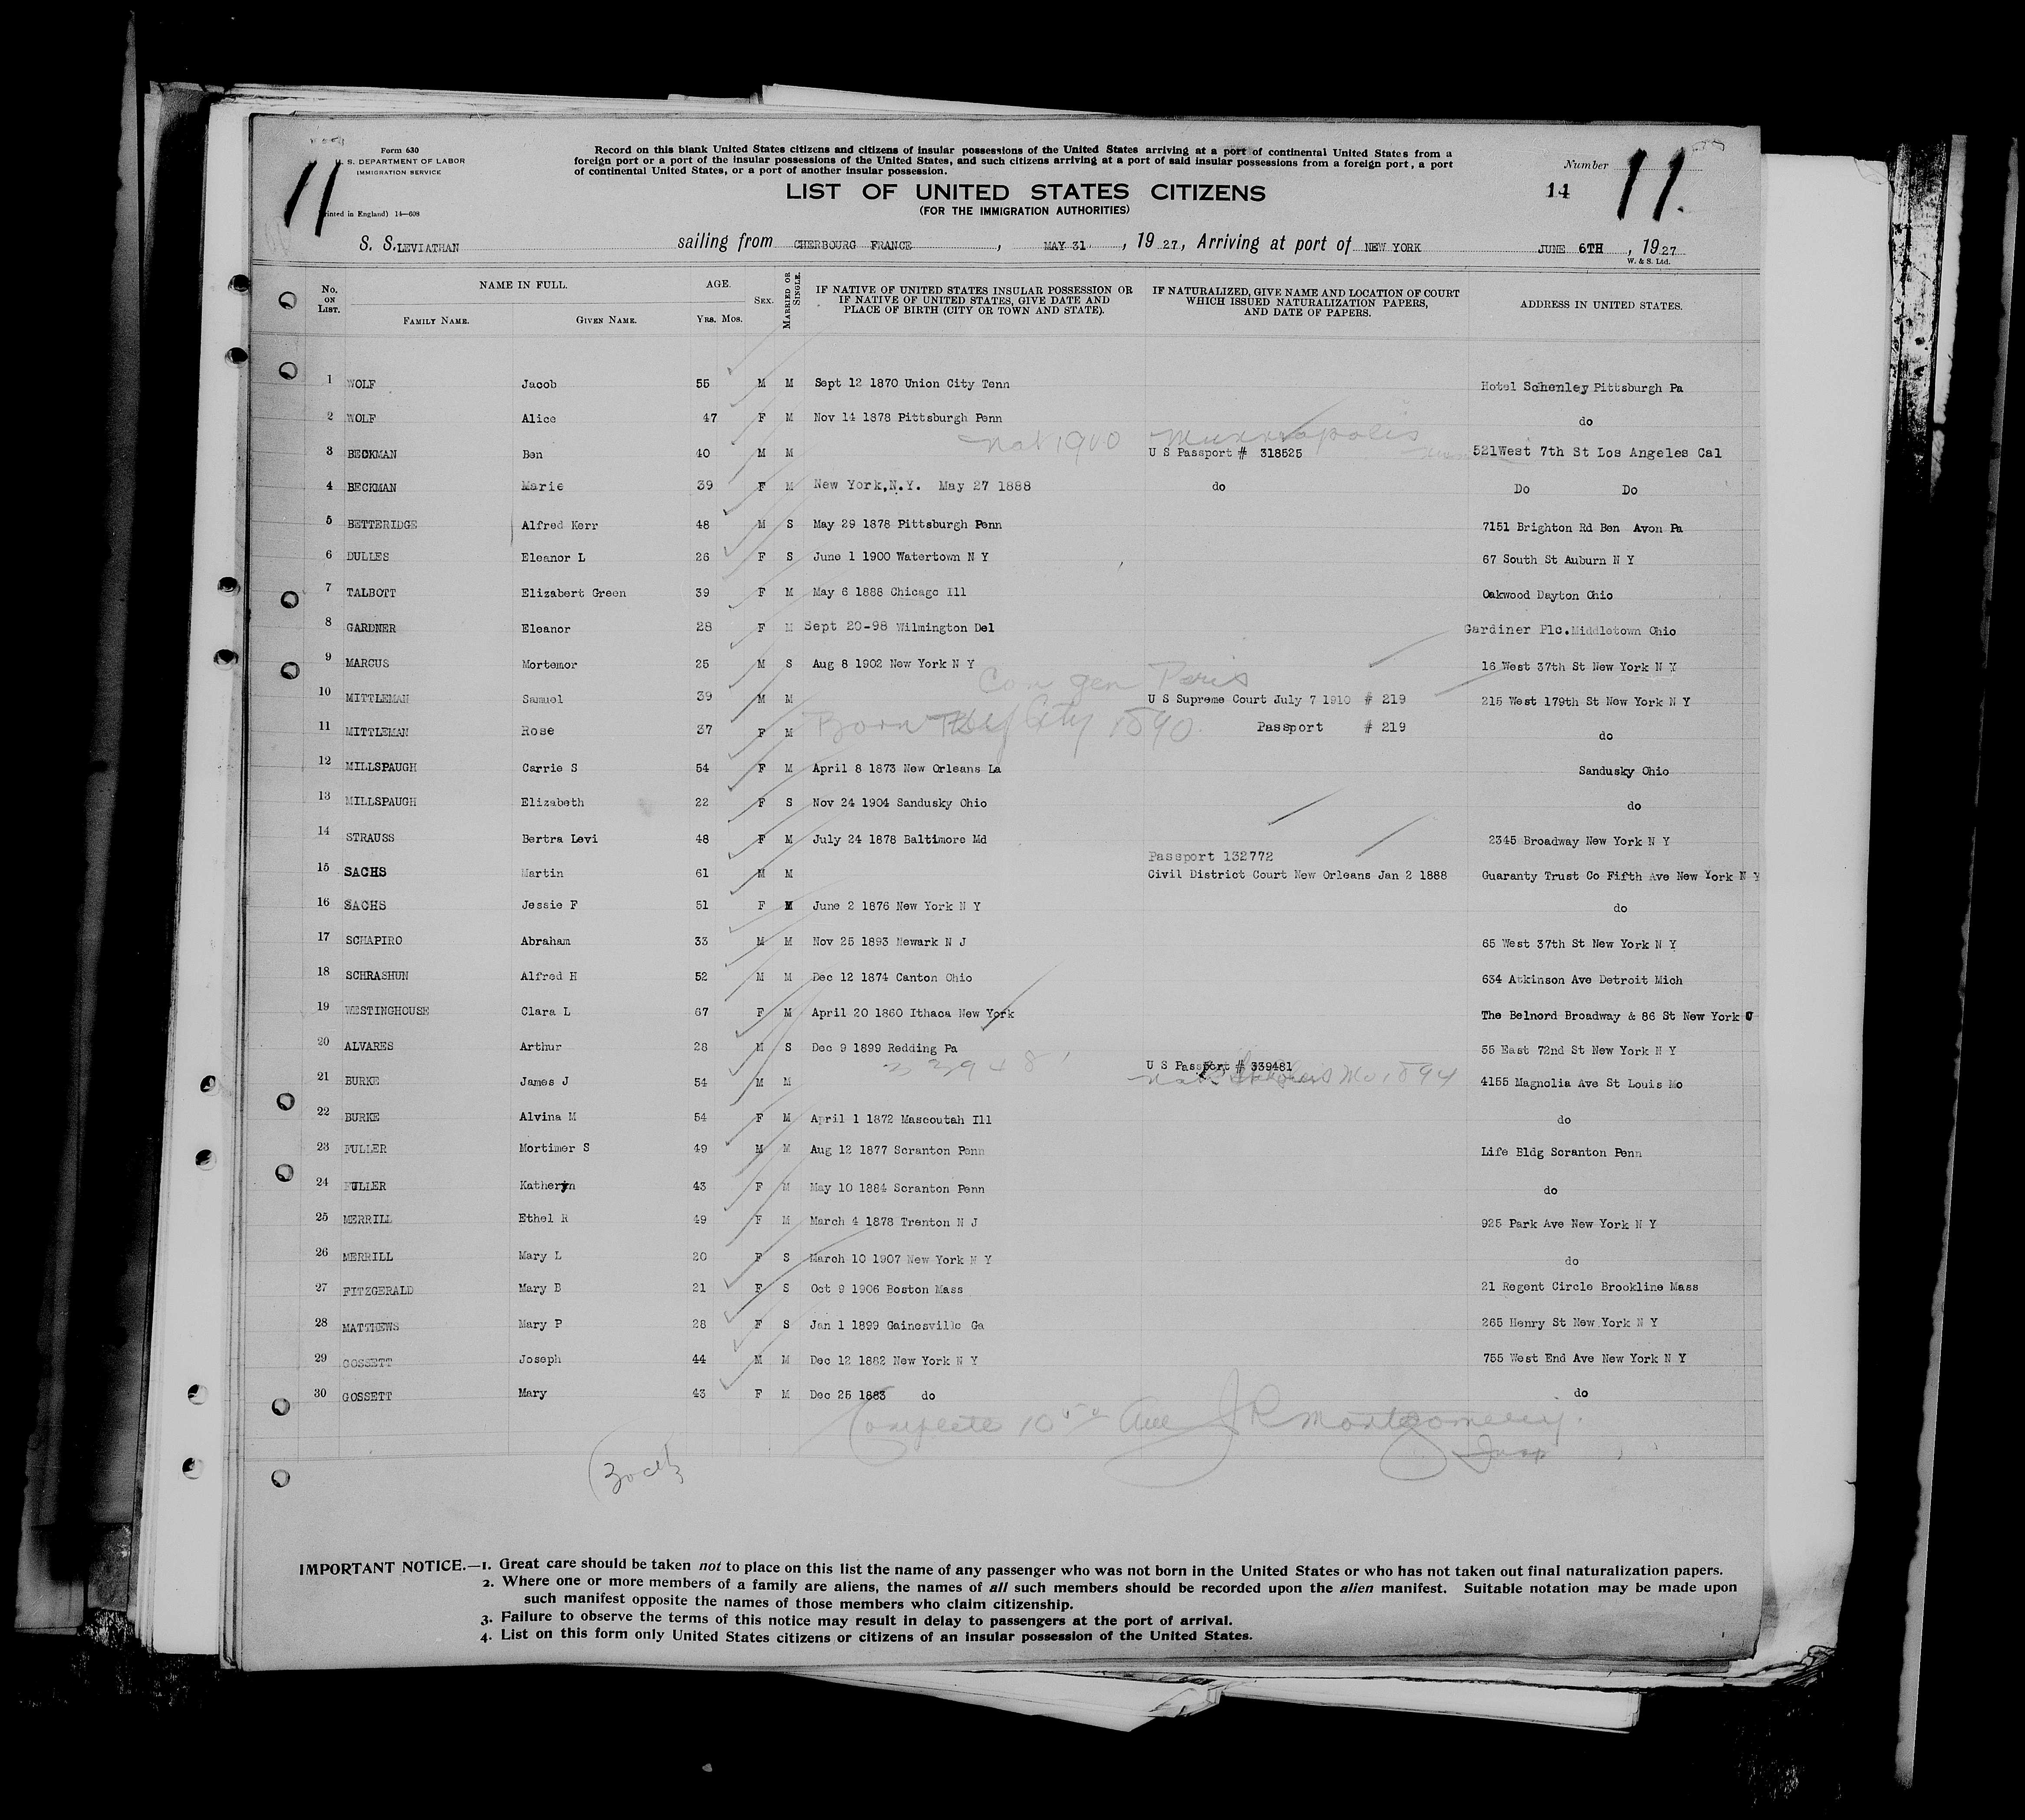 Form 630
U. S. DEPARTMENT OF LABOR
IMMIGRATION SERVICE
11
Printed in England) 14—608
Record on this blank United States citizens and citizens of insular possessions of the United States arriving at a port of continental United States from a
foreign port or a port of the insular possessions of the United States, and such citizens arriving at a port of said insular possessions from a foreign port, a port
of continental United States, or a port of another insular possession.
LIST OF UNITED STATES CITIZENS
(FOR THE IMMIGRATION AUTHORITIES)
Number 11
14
S. S. LEVIATHAN sailing from CHERBOURG FRANCE, MAY 31, 1927, Arriving at port of NEW YORK JUNE 6TH, 1927
W. & S. Ltd.
No. ON LIST. NAME IN FULL. FAMILY NAME. GIVEN NAME. AGE. YRS. MOS. SEX. MARRIED OR SINGLE. IF NATIVE OF UNITED STATES INSULAR POSSESSION OR IF NATIVE OF UNITED STATES, GIVE DATE AND PLACE OF BIRTH (CITY OR TOWN AND STATE). IF NATURALIZED, GIVE NAME AND LOCATION OF COURT WHICH ISSUED NATURALIZATION PAPERS, AND DATE OF PAPERS. ADDRESS IN UNITED STATES.
1 WOLF Jacob 55 M M Sept 12 1870 Union City Tenn Hotel Schenley Pittsburgh Pa
2 WOLF Alice 47 F M Nov 14 1878 Pittsburgh Penn do
nat 1900 Minneapolis
3 BECKMAN Ben 40 M M U S Passport # 318525 521West 7th St Los Angeles Cal
4 BECKMAN Marie 39 F M New York,N.Y. May 27 1888 do Do Do
5 BETTERIDGE Alfred Kerr 48 M S May 29 1878 Pittsburgh Penn 7151 Brighton Rd Ben Avon Pa
6 DULLES Eleanor L 26 F S June 1 1900 Watertown N Y 67 South St Auburn N Y
7 TALBOTT Elizabert Green 39 F M May 6 1888 Chicago Ill Oakwood Dayton Ohio
8 GARDNER Eleanor 28 F M Sept 20-98 Wilmington Del Gardiner Plc.Middletown Ohio
9 MARCUS Mortemor 25 M S Aug 8 1902 New York N Y 16 West 37th St New York N Y
Con gen Paris
10 MITTLEMAN Samuel 39 M M U S Supreme Court July 7 1910 # 219 215 West 179th St New York N Y
11 MITTLEMAN Rose 37 F M Born City 1890 Passport # 219 do
12 MILLSPAUGH Carrie S 54 F M April 8 1873 New Orleans La Sandusky Ohio
13 MILLSPAUGH Elizabeth 22 F S Nov 24 1904 Sandusky Ohio do
14 STRAUSS Bertra Levi 48 F M July 24 1878 Baltimore Md 2345 Broadway New York N Y
Passport 132772
15 SACHS Martin 61 M M Civil District Court New Orleans Jan 2 1888 Guaranty Trust Co Fifth Ave New York N Y
16 SACHS Jessie F 51 F M June 2 1876 New York N Y do
17 SCHAPIRO Abraham 33 M M Nov 25 1893 Newark N J 65 West 37th St New York N Y
18 SCHRASHUN Alfred H 52 M M Dec 12 1874 Canton Ohio 634 Atkinson Ave Detroit Mich
19 WESTINGHOUSE Clara L 67 F M April 20 1860 Ithaca New York The Belnord Broadway & 86 St New York C
20 ALVARES Arthur 28 M S Dec 9 1899 Redding Pa 55 East 72nd St New York N Y
U S Passport # 339481
21 BURKE James J 54 M M Mo 1894 4155 Magnolia Ave St Louis Mo
22 BURKE Alvina M 54 F M April 1 1872 Mascoutah Ill do
23 FULLER Mortimer S 49 M M Aug 12 1877 Scranton Penn Life Bldg Scranton Penn
24 FULLER Katheryn 43 F M May 10 1884 Scranton Penn do
25 MERRILL Ethel R 49 F M March 4 1878 Trenton N J 925 Park Ave New York N Y
26 MERRILL Mary L 20 F S March 10 1907 New York N Y do
27 FITZGERALD Mary B 21 F S Oct 9 1906 Boston Mass 21 Regent Circle Brookline Mass
28 MATTHEWS Mary P 28 F S Jan 1 1899 Gainesville Ga 265 Henry St New York N Y
29 GOSSETT Joseph 44 M M Dec 12 1882 New York N Y 755 West End Ave New York N Y
30 GOSSETT Mary 43 F M Dec 25 1883 do do
Complete J R Montgomery
Insp
IMPORTANT NOTICE.—1. Great care should be taken not to place on this list the name of any passenger who was not born in the United States or who has not taken out final naturalization papers.
2. Where one or more members of a family are aliens, the names of all such members should be recorded upon the alien manifest. Suitable notation may be made upon
such manifest opposite the names of those members who claim citizenship.
3. Failure to observe the terms of this notice may result in delay to passengers at the port of arrival.
4. List on this form only United States citizens or citizens of an insular possession of the United States.